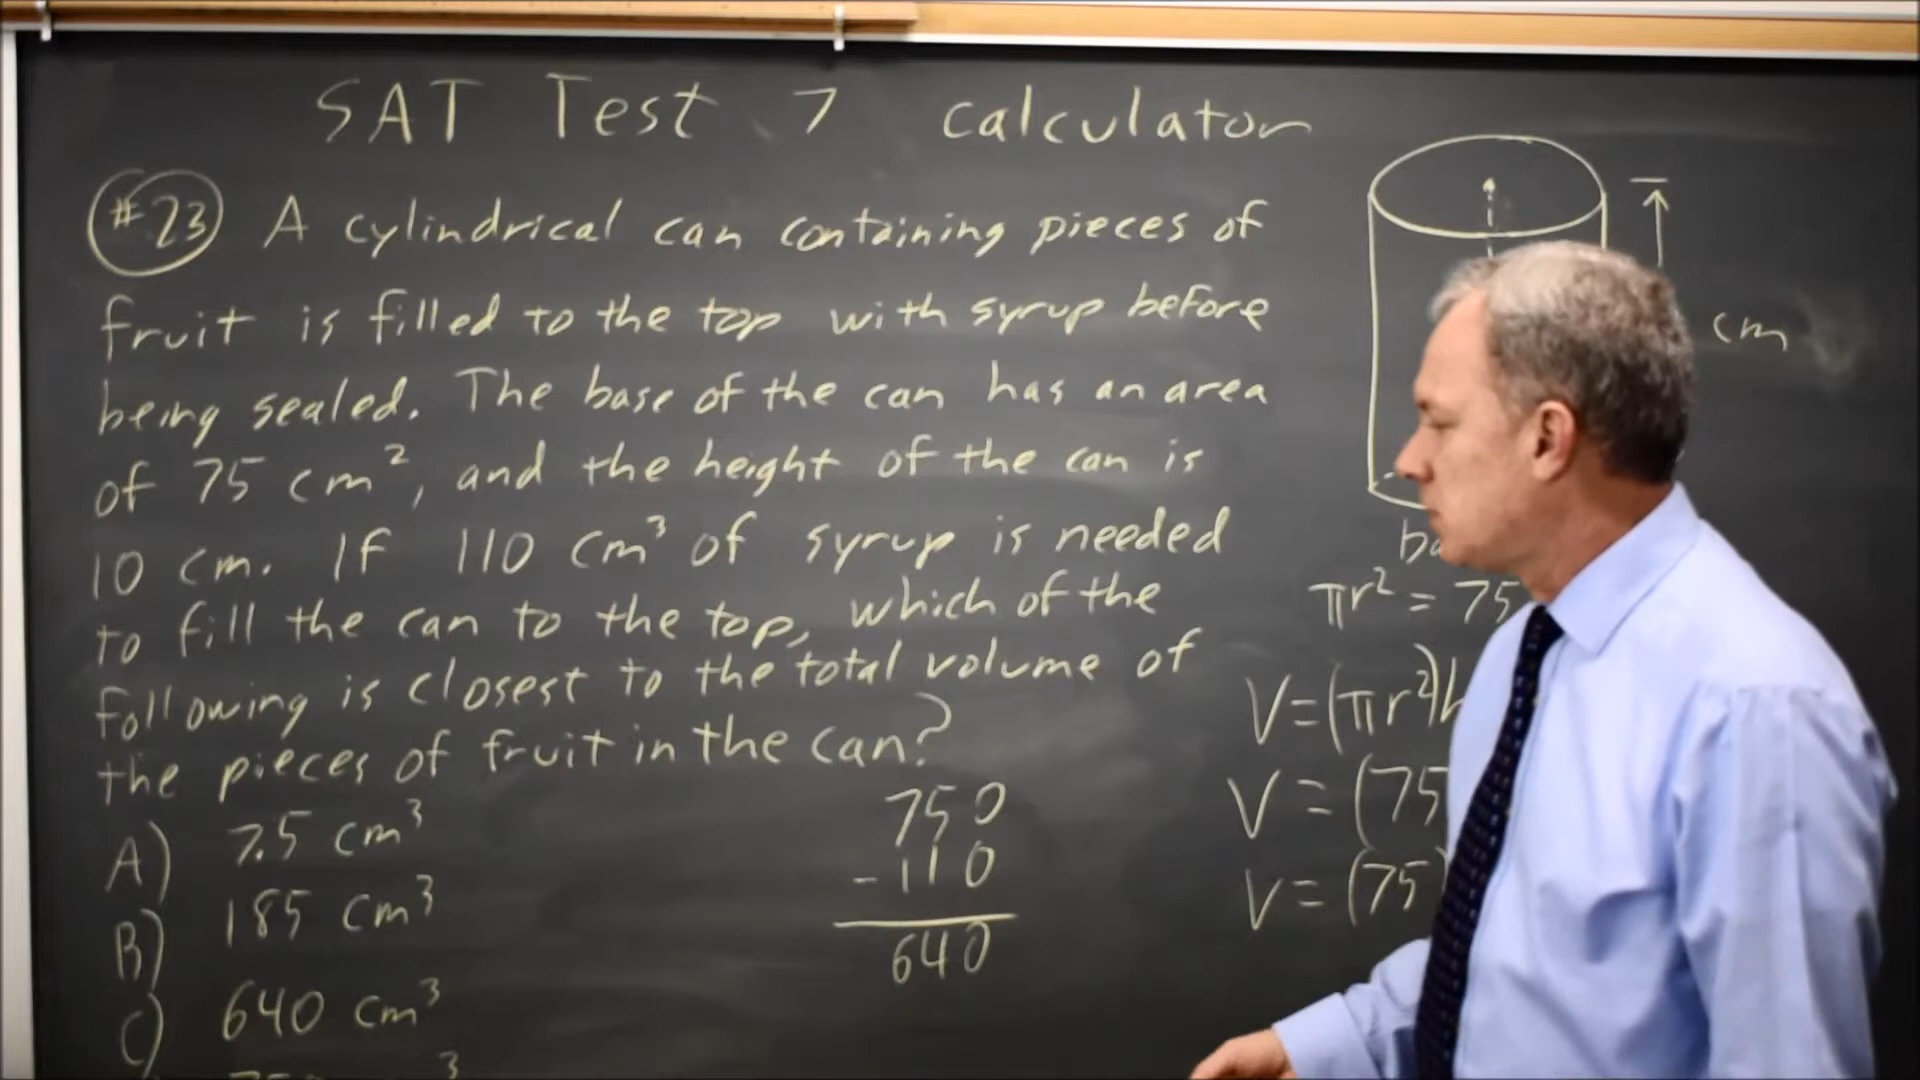 SAT Test 7 Calculator
#23 A cylindrical can containing pieces of
fruit is filled to the top with syrup before
being sealed. The base of the can has an area
of 75 cm², and the height of the can is
10 cm. If 110 cm³ of syrup is needed
to fill the can to the top, which of the
following is closest to the total volume of
the pieces of fruit in the can?
A) 7.5 cm³
B) 185 cm³
C) 640 cm³
750
-110
640
cm
πr² = 75
V=(πr²)h
V = (75
V = (75)